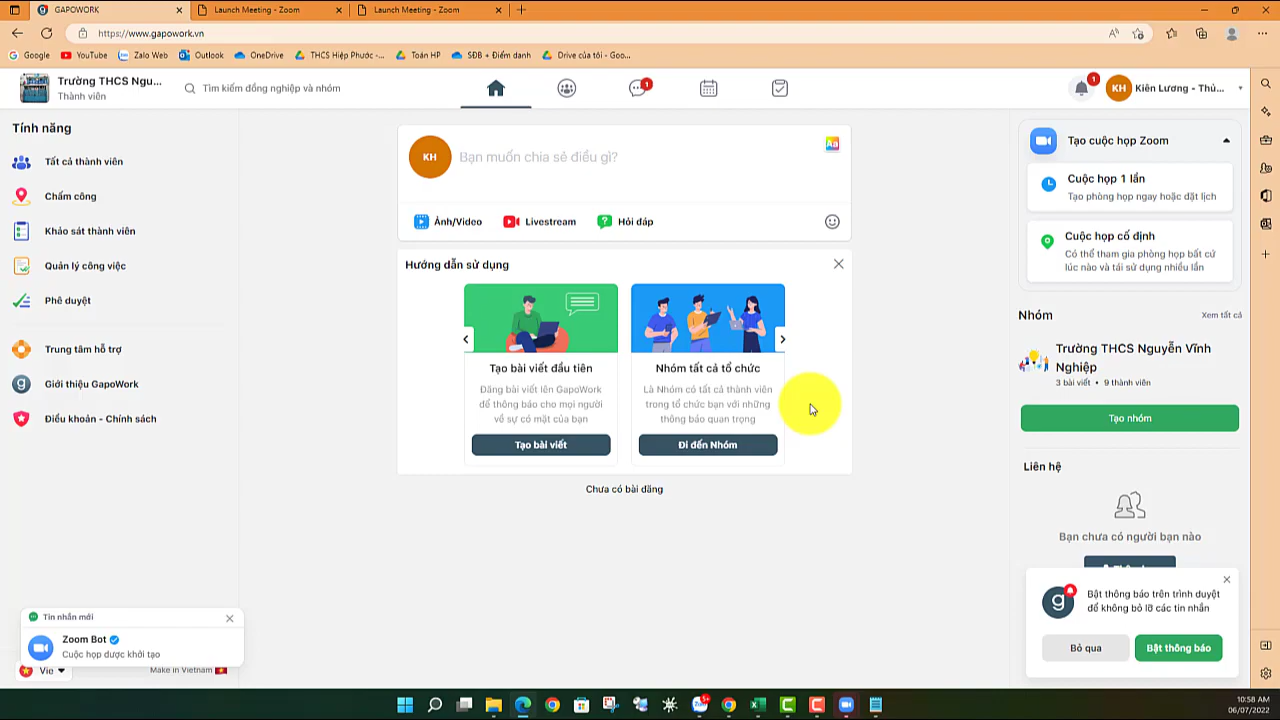 GAPOWORK
Launch Meeting - Zoom
Launch Meeting - Zoom
https://www.gapowork.vn
Google
YouTube
Zalo Web
Outlook
OneDrive
THCS Hiệp Phước -...
Toán HP
SĐB + Điểm danh
Drive của tôi - Goo...
Trường THCS Ngu...
Thành viên
Tìm kiếm đồng nghiệp và nhóm
1
1
KH
Kiên Lương - Thủ...
Tính năng
Tất cả thành viên
Chấm công
Khảo sát thành viên
Quản lý công việc
Phê duyệt
Trung tâm hỗ trợ
Giới thiệu GapoWork
Điều khoản - Chính sách
KH
Bạn muốn chia sẻ điều gì?
Aa
Ảnh/Video
Livestream
Hỏi đáp
Hướng dẫn sử dụng
Tạo bài viết đầu tiên
Đăng bài viết lên GapoWork
để thông báo cho mọi người
về sự có mặt của bạn
Tạo bài viết
Nhóm tất cả tổ chức
Là Nhóm có tất cả thành viên
trong tổ chức bạn với những
thông báo quan trọng
Đi đến Nhóm
Chưa có bài đăng
Tạo cuộc họp Zoom
Cuộc họp 1 lần
Tạo phòng họp ngay hoặc đặt lịch
Cuộc họp cố định
Có thể tham gia phòng họp bất cứ
lúc nào và tái sử dụng nhiều lần
Nhóm
Xem tất cả
Trường THCS Nguyễn Vĩnh
Nghiệp
3 bài viết • 9 thành viên
Tạo nhóm
Liên hệ
Bạn chưa có người bạn nào
g
Bật thông báo trên trình duyệt
để không bỏ lỡ các tin nhắn
Bỏ qua
Bật thông báo
Tin nhắn mới
Zoom Bot
Cuộc họp được khởi tạo
Vie
Make in Vietnam
10:58 AM
06/07/2022